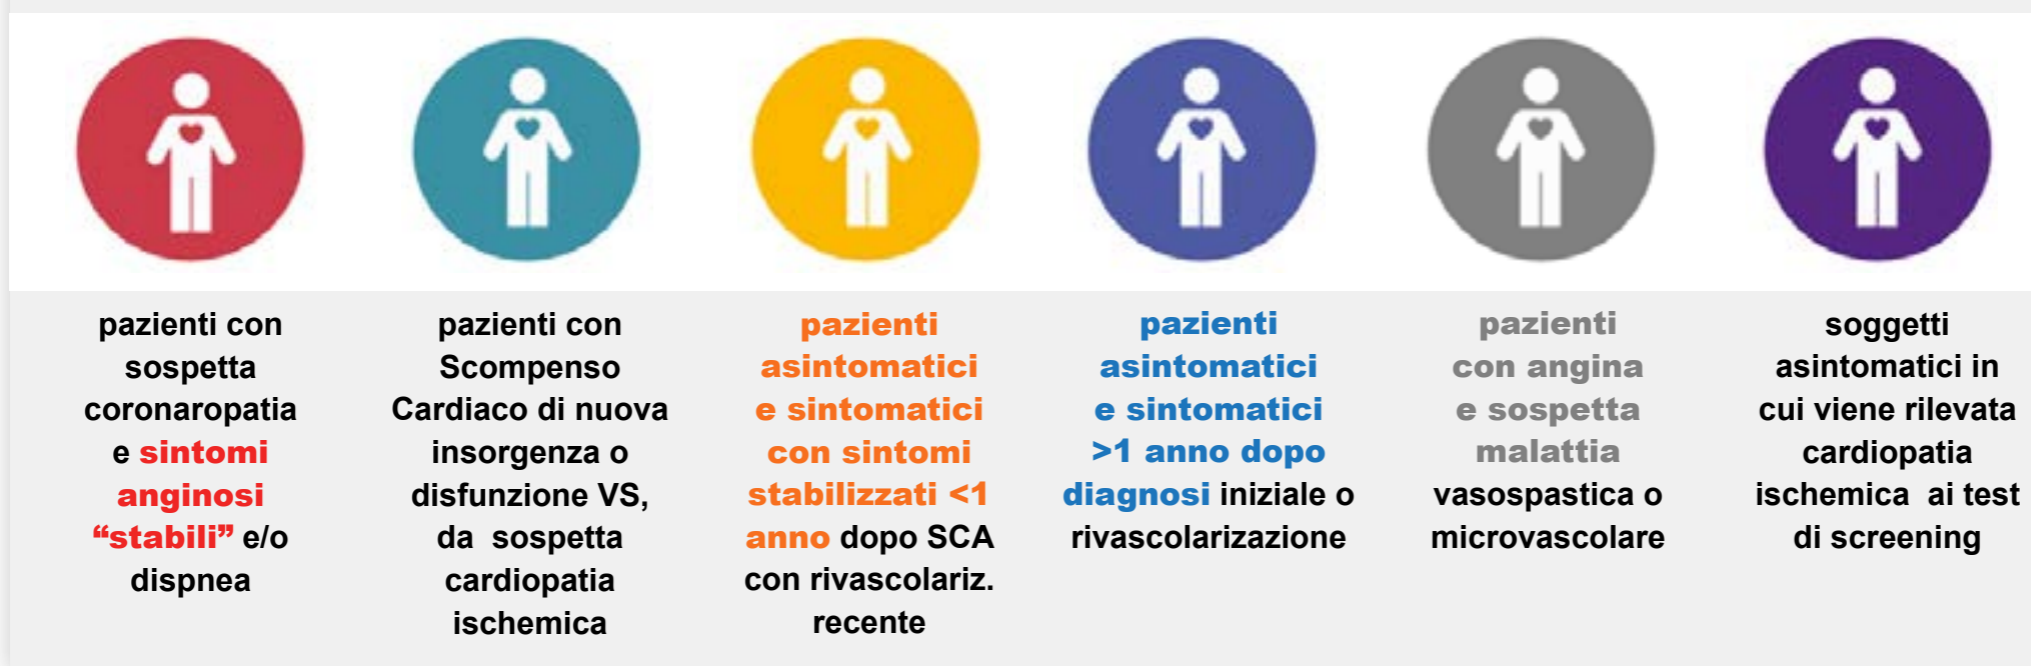 pazienti con
sospetta
coronaropatia
e sintomi
anginosi
“stabili” e/o
dispnea
pazienti con
Scompenso
Cardiaco di nuova
insorgenza o
disfunzione VS,
da sospetta
cardiopatia
ischemica
pazienti
asintomatici
e sintomatici
con sintomi
stabilizzati <1
anno dopo SCA
con rivascolariz.
recente
pazienti
asintomatici
e sintomatici
>1 anno dopo
diagnosi iniziale o
rivascolarizazione
pazienti
con angina
e sospetta
malattia
vasospastica o
microvascolare
soggetti
asintomatici in
cui viene rilevata
cardiopatia
ischemica ai test
di screening